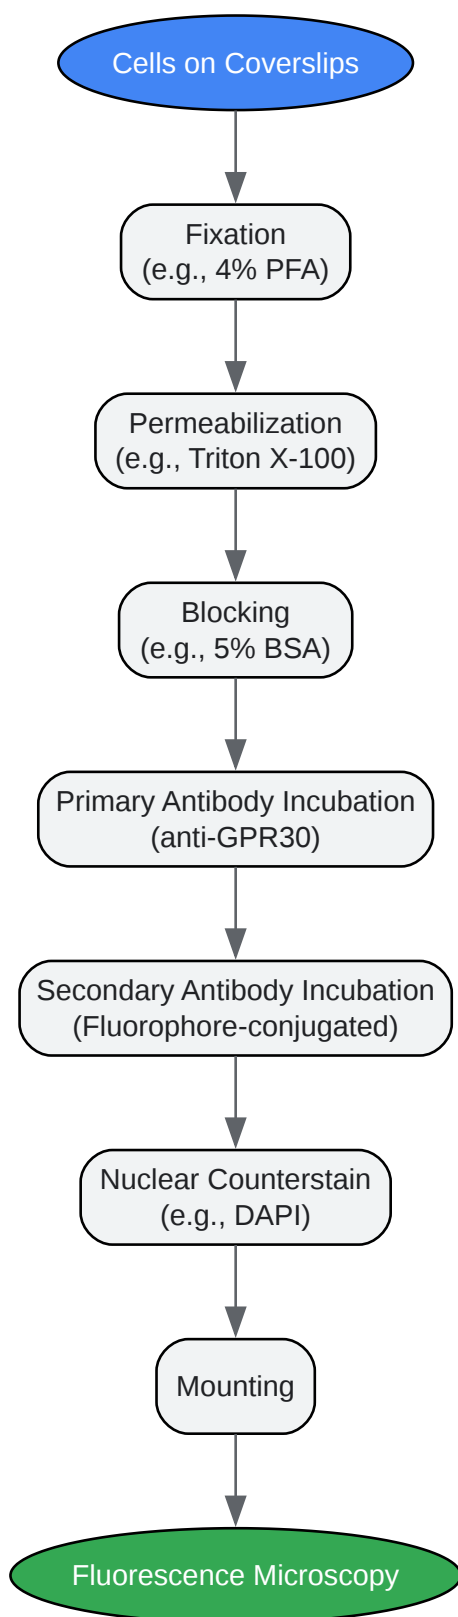 Cells on Coverslips
Fixation
(e.g., 4% PFA)
Permeabilization
(e.g., Triton X-100)
Blocking
(e.g., 5% BSA)
Primary Antibody Incubation
(anti-GPR30)
Secondary Antibody Incubation
(Fluorophore-conjugated)
Nuclear Counterstain
(e.g., DAPI)
Mounting
Fluorescence Microscopy